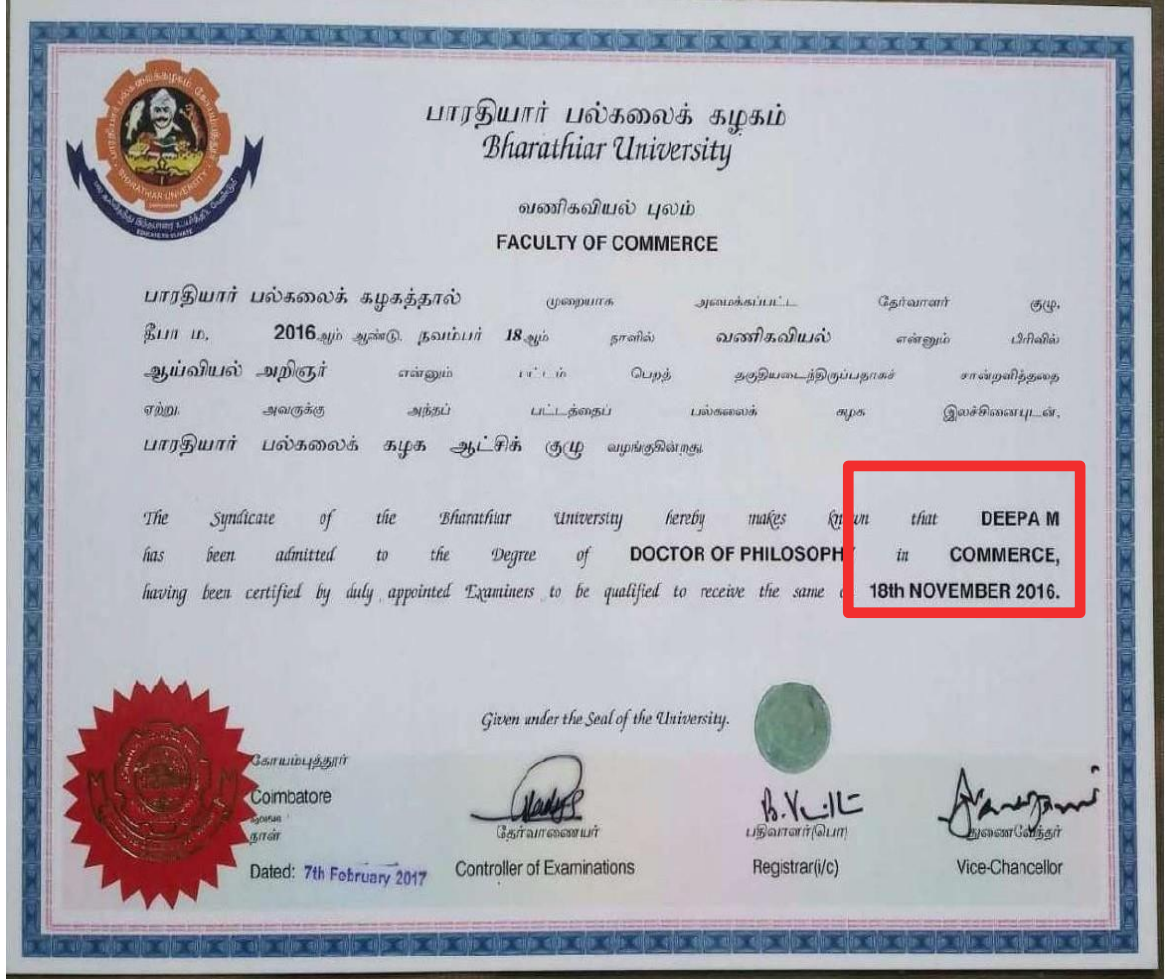 பாரதியார் பல்கலைக் கழகம்
Bharathiar University
வணிகவியல் புலம்
FACULTY OF COMMERCE
பாரதியார் பல்கலைக் கழகத்தால் முறையாக அமைக்கப்பட்ட தேர்வாளர் குழு,
தீபா ம, 2016ஆம் ஆண்டு, நவம்பர் 18ஆம் நாளில் வணிகவியல் என்னும் பிரிவில்
ஆய்வியல் அறிஞர் என்னும் பட்டம் பெறத் தகுதியடைந்திருப்பதாகச் சான்றளித்ததை
ஏற்று, அவருக்கு அந்தப் பட்டத்தைப் பல்கலைக் கழக இலச்சினையுடன்,
பாரதியார் பல்கலைக் கழக ஆட்சிக் குழு வழங்குகின்றது.
The Syndicate of the Bharathiar University hereby makes known that DEEPA M
has been admitted to the Degree of DOCTOR OF PHILOSOPHY in COMMERCE,
having been certified by duly appointed Examiners to be qualified to receive the same 18th NOVEMBER 2016.
Given under the Seal of the University.
கோயம்புத்தூர்
Coimbatore
நாள்
Dated: 7th February 2017
தேர்வாணையர்
Controller of Examinations
பதிவாளர்(பொ)
Registrar(i/c)
துணைவேந்தர்
Vice-Chancellor
BHARATHIAR UNIVERSITY
EDUCATE TO ELEVATE